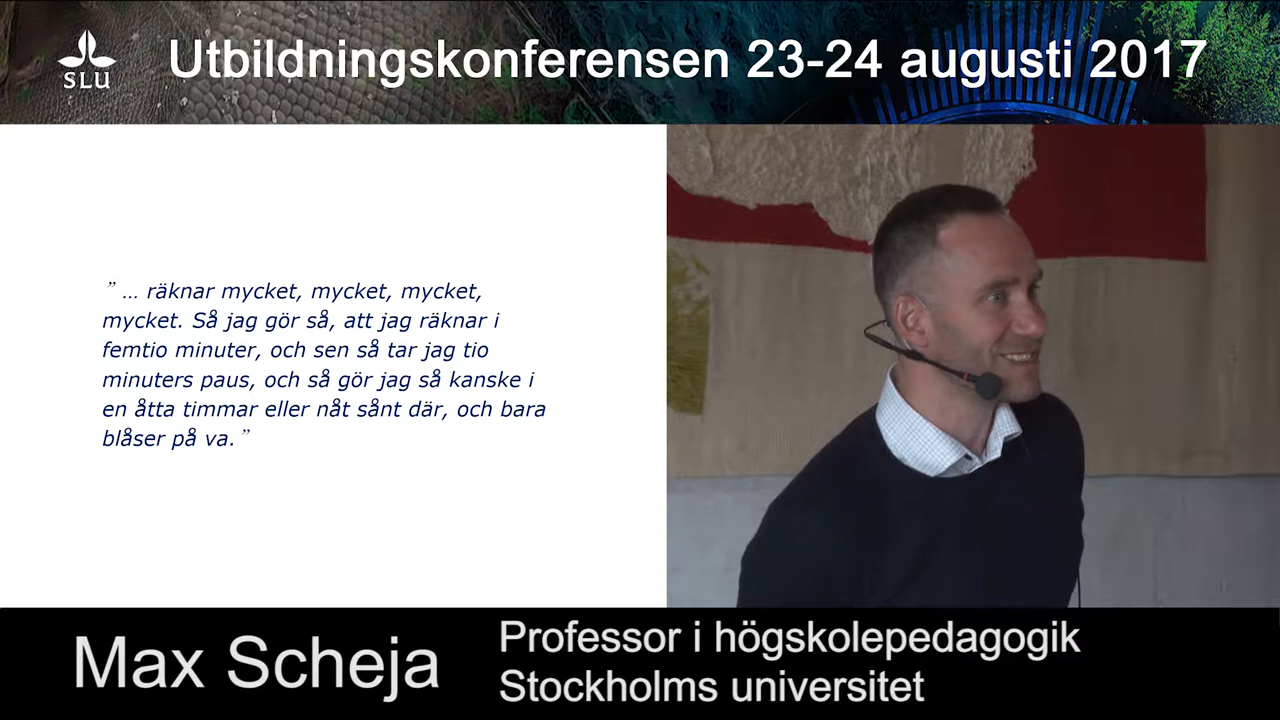 SLU
Utbildningskonferensen 23-24 augusti 2017
” … räknar mycket, mycket, mycket,
mycket. Så jag gör så, att jag räknar i
femtio minuter, och sen så tar jag tio
minuters paus, och så gör jag så kanske i
en åtta timmar eller nåt sånt där, och bara
blåser på va. ”
Max Scheja
Professor i högskolepedagogik
Stockholms universitet